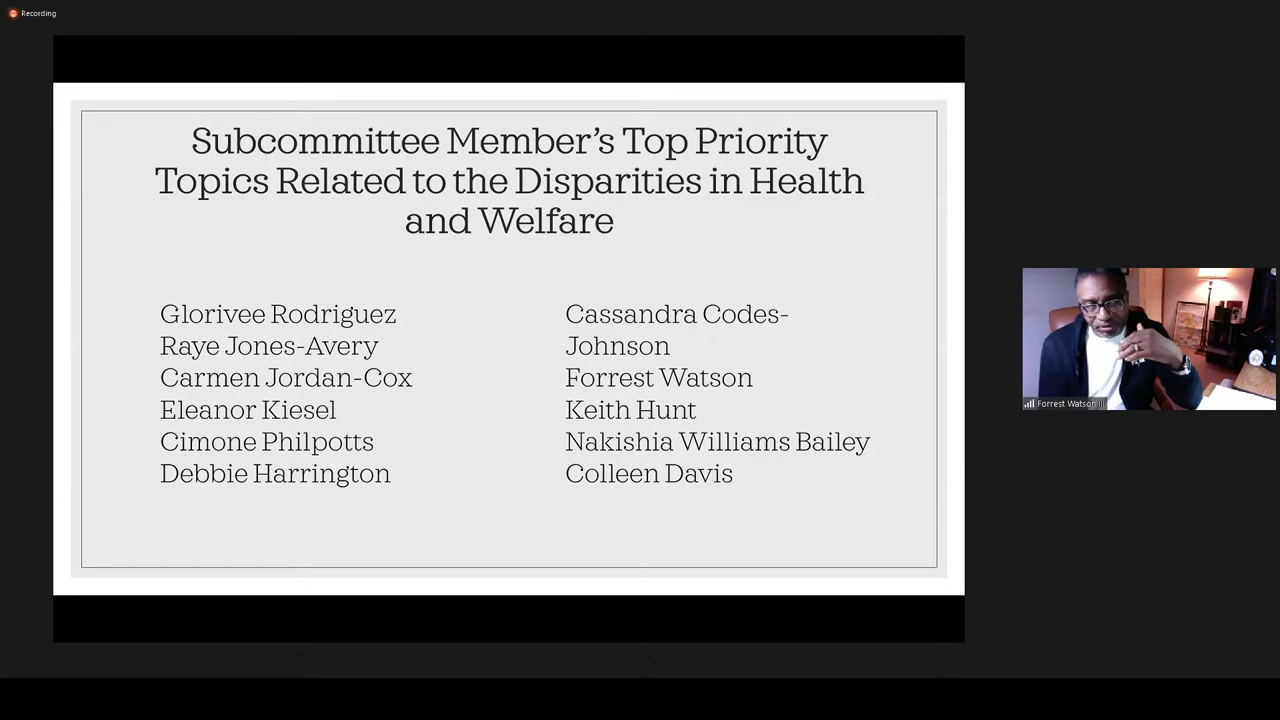 Recording
Subcommittee Member’s Top Priority
Topics Related to the Disparities in Health
and Welfare
Glorivee Rodriguez
Raye Jones-Avery
Carmen Jordan-Cox
Eleanor Kiesel
Cimone Philpotts
Debbie Harrington
Cassandra Codes-
Johnson
Forrest Watson
Keith Hunt
Nakishia Williams Bailey
Colleen Davis
Forrest Watson III